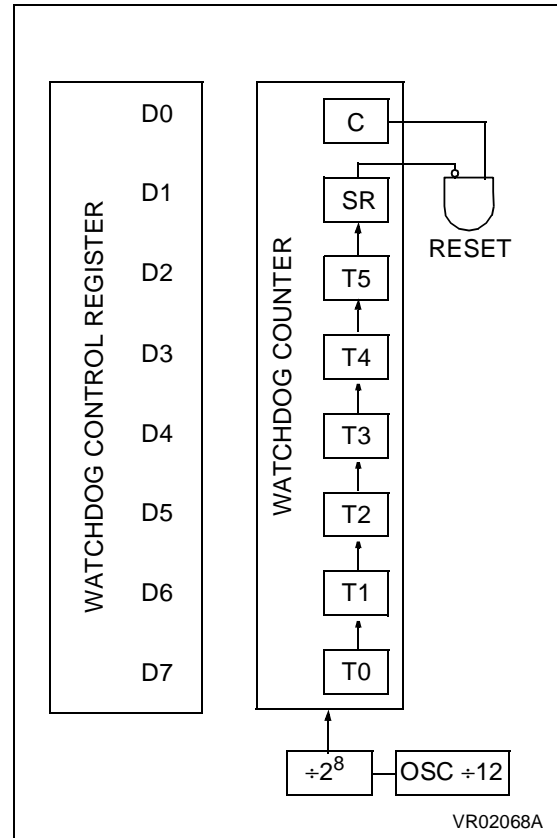 WATCHDOG CONTROL REGISTER
D0
D1
D2
D3
D4
D5
D6
D7
WATCHDOG COUNTER
C
SR
T5
T4
T3
T2
T1
T0
RESET
÷2⁸
OSC ÷12
VR02068A